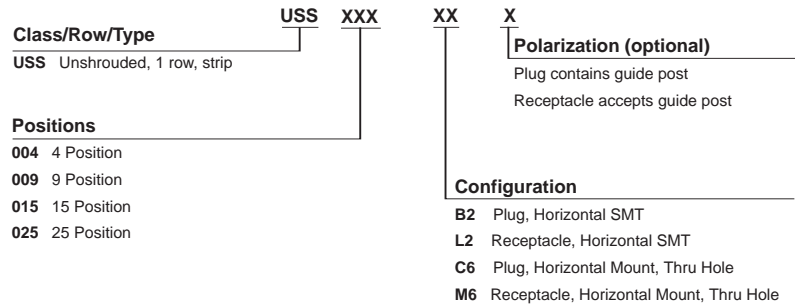 USS XXX XX X
Class/Row/Type
USS Unshrouded, 1 row, strip
Polarization (optional)
Plug contains guide post
Receptacle accepts guide post
Positions
004 4 Position
009 9 Position
015 15 Position
025 25 Position
Configuration
B2 Plug, Horizontal SMT
L2 Receptacle, Horizontal SMT
C6 Plug, Horizontal Mount, Thru Hole
M6 Receptacle, Horizontal Mount, Thru Hole